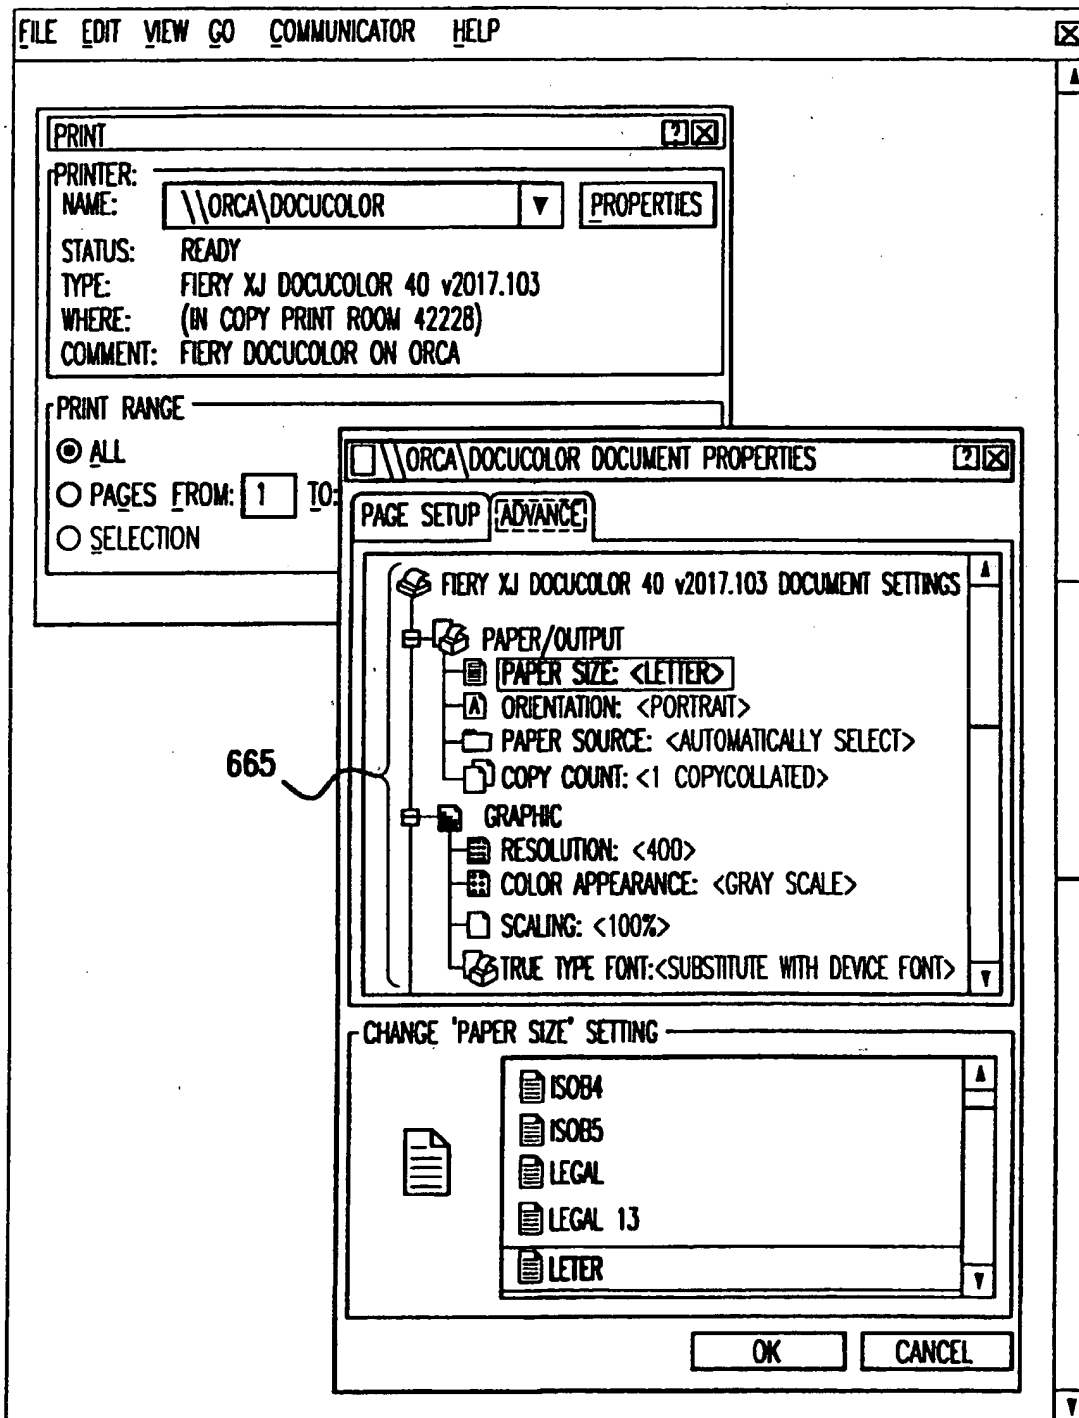 FILE EDIT VIEW GO COMMUNICATOR HELP
PRINT
PRINTER:
NAME: \\ORCA\DOCUCOLOR PROPERTIES
STATUS: READY
TYPE: FIERY XJ DOCUCOLOR 40 v2017.103
WHERE: (IN COPY PRINT ROOM 42228)
COMMENT: FIERY DOCUCOLOR ON ORCA
PRINT RANGE
ALL
PAGES FROM: 1 TO:
SELECTION
\\ORCA\DOCUCOLOR DOCUMENT PROPERTIES
PAGE SETUP ADVANCE
FIERY XJ DOCUCOLOR 40 v2017.103 DOCUMENT SETTINGS
PAPER/OUTPUT
PAPER SIZE: <LETTER>
ORIENTATION: <PORTRAIT>
PAPER SOURCE: <AUTOMATICALLY SELECT>
COPY COUNT: <1 COPYCOLLATED>
665
GRAPHIC
RESOLUTION: <400>
COLOR APPEARANCE: <GRAY SCALE>
SCALING: <100%>
TRUE TYPE FONT:<SUBSTITUTE WITH DEVICE FONT>
CHANGE 'PAPER SIZE' SETTING
ISOB4
ISOB5
LEGAL
LEGAL 13
LETER
OK CANCEL